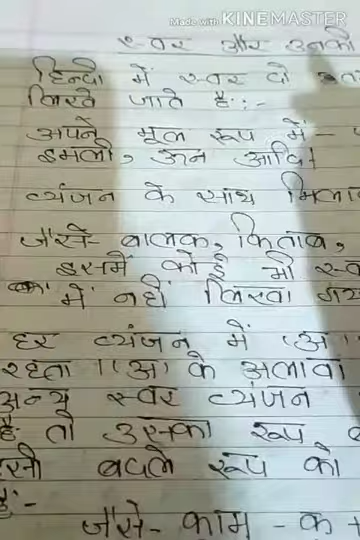 Made with KINEMASTER
स्वर और उनकी
हिन्दी में स्वर दो
लिखे जाते है:-
अपने मूल रूप में -
इमली, ऊन आदि।
व्यंजन के साथ मिला
जैसे- बालक, किताब,
इसमें कोई भी स्व
में नहीं लिखा गय
हर व्यंजन में 'अ'
रहता ।'अ' के अलावा
अन्य स्वर व्यंजन
है तो उसका रूप
इसी बदले रूप को
है:-
जैसे- काम - क +